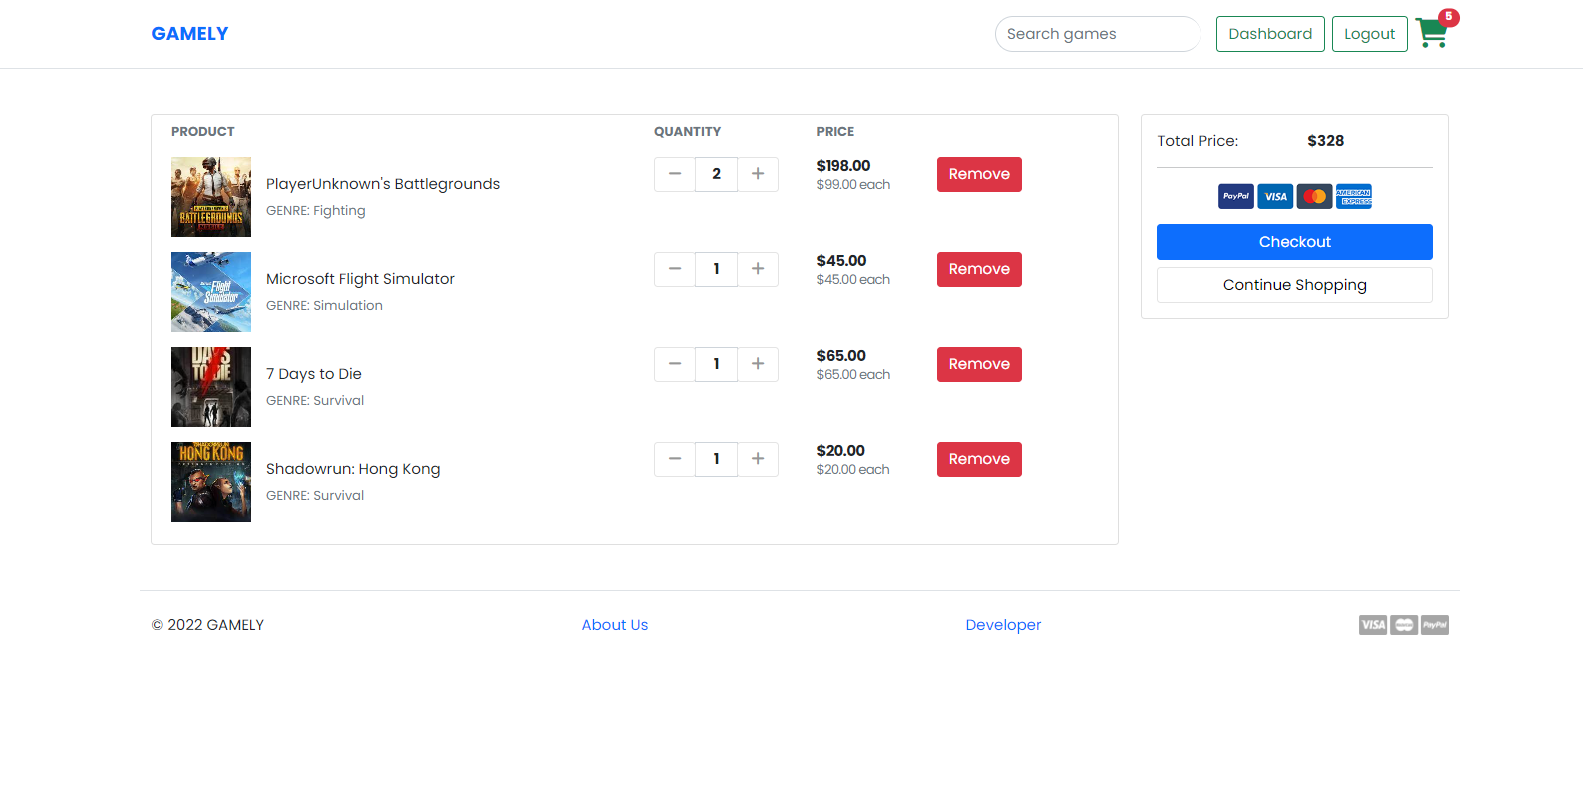 GAMELY
Search games
Dashboard
Logout
5
PRODUCT QUANTITY PRICE
BATTLEGROUNDS
MOBILE
PlayerUnknown's Battlegrounds
GENRE: Fighting
− 2 +
$198.00
$99.00 each
Remove
Flight
Simulator
Microsoft Flight Simulator
GENRE: Simulation
− 1 +
$45.00
$45.00 each
Remove
DAYS
TO DIE
7 Days to Die
GENRE: Survival
− 1 +
$65.00
$65.00 each
Remove
SHADOWRUN
HONG KONG
Shadowrun: Hong Kong
GENRE: Survival
− 1 +
$20.00
$20.00 each
Remove
Total Price: $328
PayPal VISA AMERICAN EXPRESS
Checkout
Continue Shopping
© 2022 GAMELY
About Us
Developer
VISA PayPal